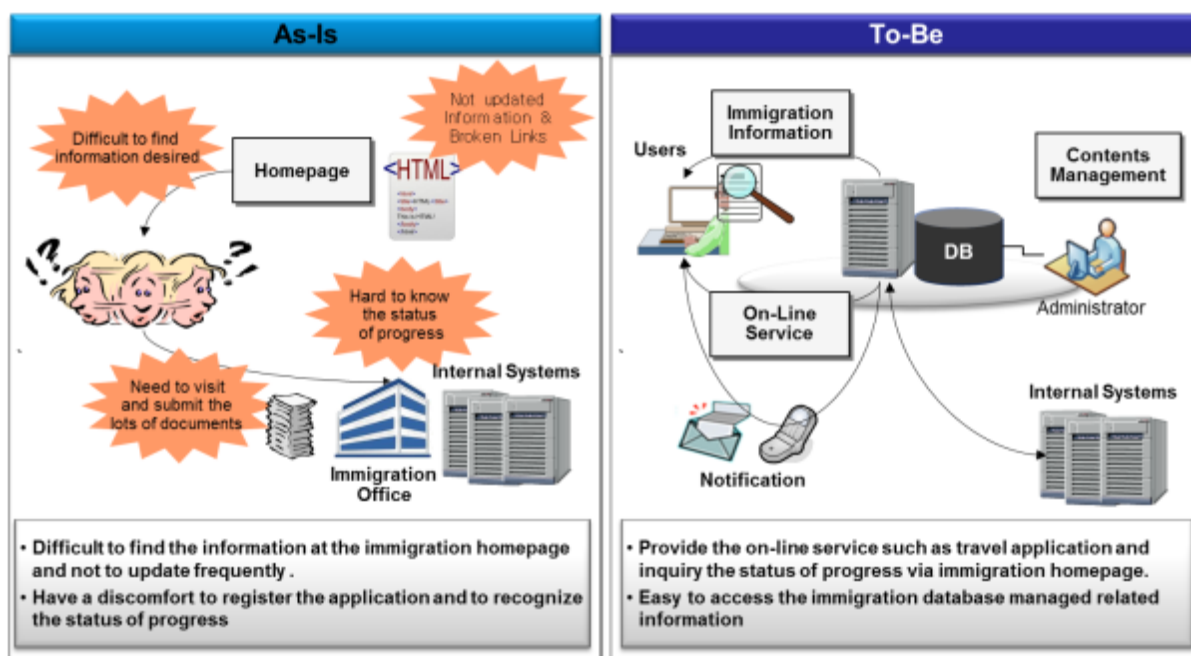 As-Is
Difficult to find
information desired
Homepage
Not updated
Information &
Broken Links
<HTML>
Hard to know
the status
of progress
Need to visit
and submit the
lots of documents
Internal Systems
Immigration
Office
• Difficult to find the information at the immigration homepage
and not to update frequently .
• Have a discomfort to register the application and to recognize
the status of progress
To-Be
Immigration
Information
Users
Contents
Management
DB
Administrator
On-Line
Service
Internal Systems
Notification
• Provide the on-line service such as travel application and
inquiry the status of progress via immigration homepage.
• Easy to access the immigration database managed related
information